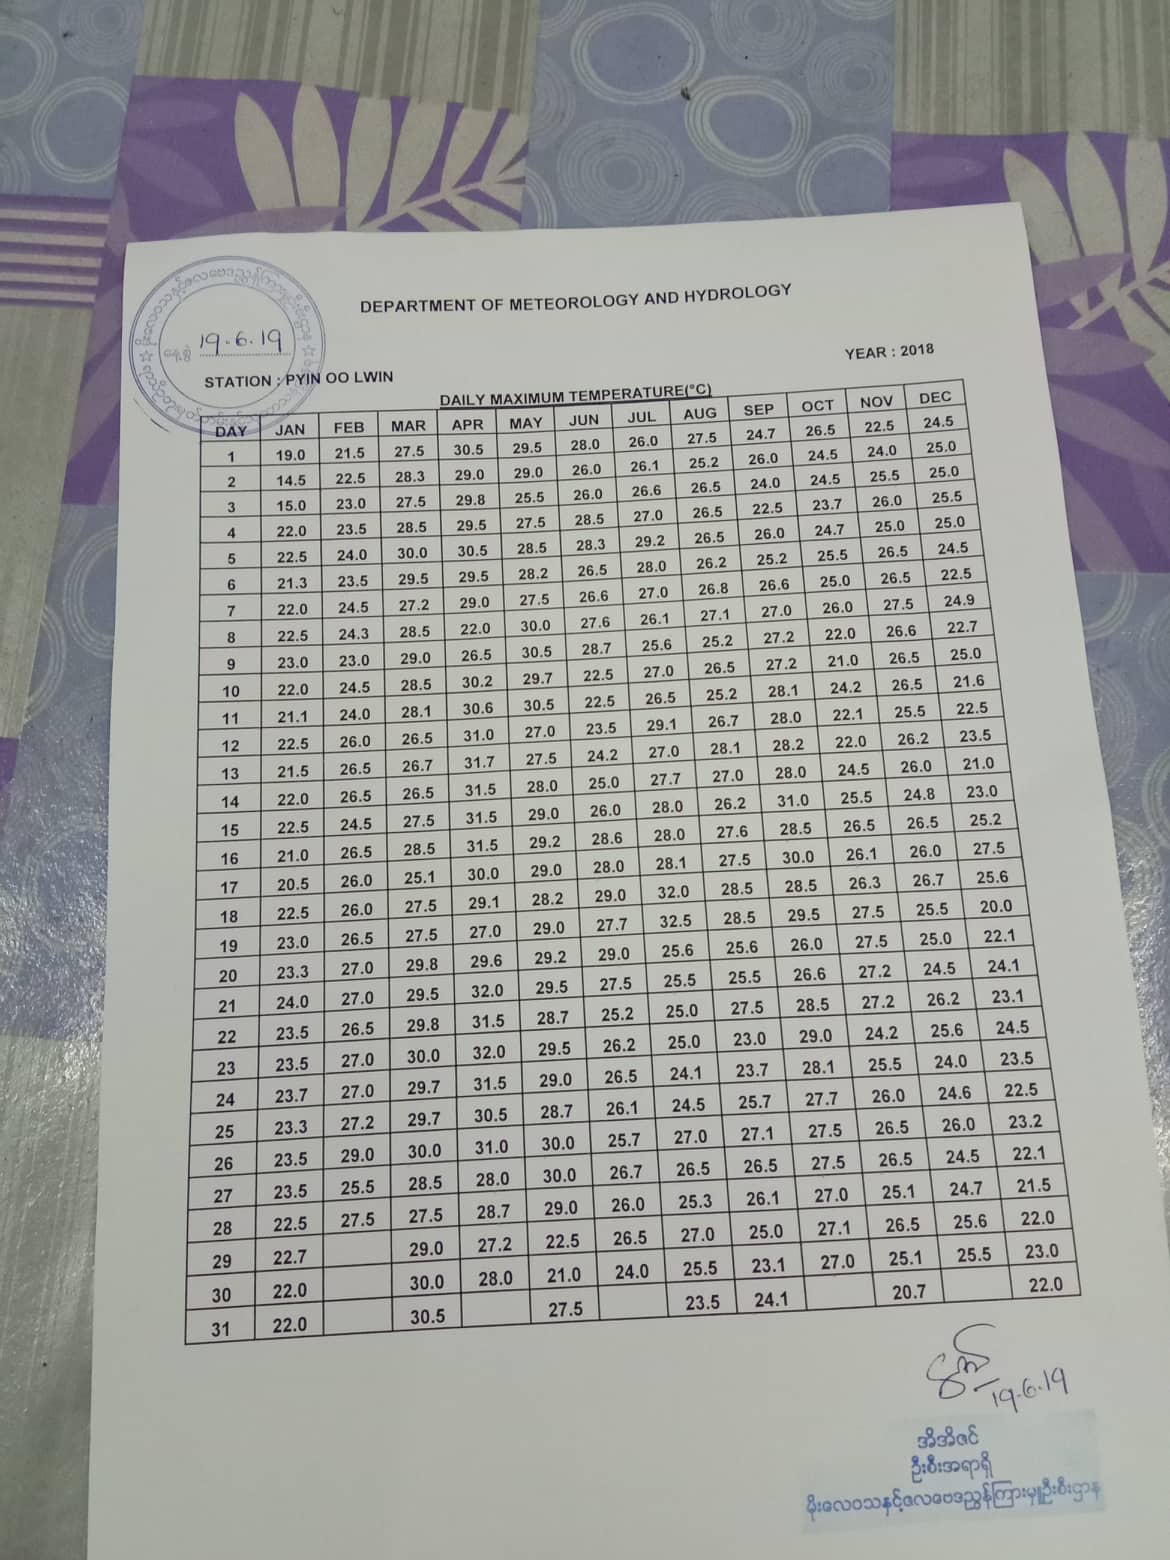 နေ့စွဲ 19.6.19
DEPARTMENT OF METEOROLOGY AND HYDROLOGY
STATION : PYIN OO LWIN YEAR : 2018
DAILY MAXIMUM TEMPERATURE(°C)
DAY JAN FEB MAR APR MAY JUN JUL AUG SEP OCT NOV DEC
1 19.0 21.5 27.5 30.5 29.5 28.0 26.0 27.5 24.7 26.5 22.5 24.5
2 14.5 22.5 28.3 29.0 29.0 26.0 26.1 25.2 26.0 24.5 24.0 25.0
3 15.0 23.0 27.5 29.8 25.5 26.0 26.6 26.5 24.0 24.5 25.5 25.0
4 22.0 23.5 28.5 29.5 27.5 28.5 27.0 26.5 22.5 23.7 26.0 25.5
5 22.5 24.0 30.0 30.5 28.5 28.3 29.2 26.5 26.0 24.7 25.0 25.0
6 21.3 23.5 29.5 29.5 28.2 26.5 28.0 26.2 25.2 25.5 26.5 24.5
7 22.0 24.5 27.2 29.0 27.5 26.6 27.0 26.8 26.6 25.0 26.5 22.5
8 22.5 24.3 28.5 22.0 30.0 27.6 26.1 27.1 27.0 26.0 27.5 24.9
9 23.0 23.0 29.0 26.5 30.5 28.7 25.6 25.2 27.2 22.0 26.6 22.7
10 22.0 24.5 28.5 30.2 29.7 22.5 27.0 26.5 27.2 21.0 26.5 25.0
11 21.1 24.0 28.1 30.6 30.5 22.5 26.5 25.2 28.1 24.2 26.5 21.6
12 22.5 26.0 26.5 31.0 27.0 23.5 29.1 26.7 28.0 22.1 25.5 22.5
13 21.5 26.5 26.7 31.7 27.5 24.2 27.0 28.1 28.2 22.0 26.2 23.5
14 22.0 26.5 26.5 31.5 28.0 25.0 27.7 27.0 28.0 24.5 26.0 21.0
15 22.5 24.5 27.5 31.5 29.0 26.0 28.0 26.2 31.0 25.5 24.8 23.0
16 21.0 26.5 28.5 31.5 29.2 28.6 28.0 27.6 28.5 26.5 26.5 25.2
17 20.5 26.0 25.1 30.0 29.0 28.0 28.1 27.5 30.0 26.1 26.0 27.5
18 22.5 26.0 27.5 29.1 28.2 29.0 32.0 28.5 28.5 26.3 26.7 25.6
19 23.0 26.5 27.5 27.0 29.0 27.7 32.5 28.5 29.5 27.5 25.5 20.0
20 23.3 27.0 29.8 29.6 29.2 29.0 25.6 25.6 26.0 27.5 25.0 22.1
21 24.0 27.0 29.5 32.0 29.5 27.5 25.5 25.5 26.6 27.2 24.5 24.1
22 23.5 26.5 29.8 31.5 28.7 25.2 25.0 27.5 28.5 27.2 26.2 23.1
23 23.5 27.0 30.0 32.0 29.5 26.2 25.0 23.0 29.0 24.2 25.6 24.5
24 23.7 27.0 29.7 31.5 29.0 26.5 24.1 23.7 28.1 25.5 24.0 23.5
25 23.3 27.2 29.7 30.5 28.7 26.1 24.5 25.7 27.7 26.0 24.6 22.5
26 23.5 29.0 30.0 31.0 30.0 25.7 27.0 27.1 27.5 26.5 26.0 23.2
27 23.5 25.5 28.5 28.0 30.0 26.7 26.5 26.5 27.5 26.5 24.5 22.1
28 22.5 27.5 27.5 28.7 29.0 26.0 25.3 26.1 27.0 25.1 24.7 21.5
29 22.7 29.0 27.2 22.5 26.5 27.0 25.0 27.1 26.5 25.6 22.0
30 22.0 30.0 28.0 21.0 24.0 25.5 23.1 27.0 25.1 25.5 23.0
31 22.0 30.5 27.5 23.5 24.1 20.7 22.0
19.6.19
အိအိဇင်
ဦးစီးအရာရှိ
မိုးလေဝသနှင့်ဇလဗေဒညွှန်ကြားမှုဦးစီးဌာန